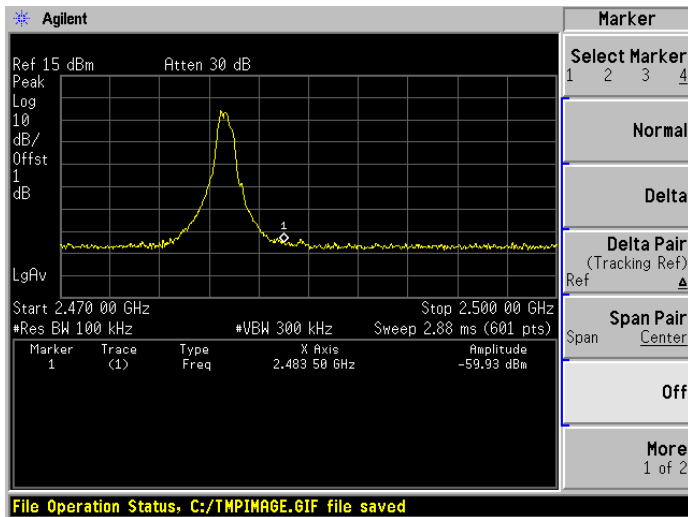 Agilent
Marker
Ref 15 dBm Atten 30 dB
Peak
Log
10
dB/
Offst
1
dB
LgAv
1
Start 2.470 00 GHz Stop 2.500 00 GHz
#Res BW 100 kHz #VBW 300 kHz Sweep 2.88 ms (601 pts)
Marker Trace Type X Axis Amplitude
1 (1) Freq 2.483 50 GHz -59.93 dBm
File Operation Status, C:/TMPIMAGE.GIF file saved
Select Marker
1 2 3 4
Normal
Delta
Delta Pair
(Tracking Ref)
Ref Δ
Span Pair
Span Center
Off
More
1 of 2